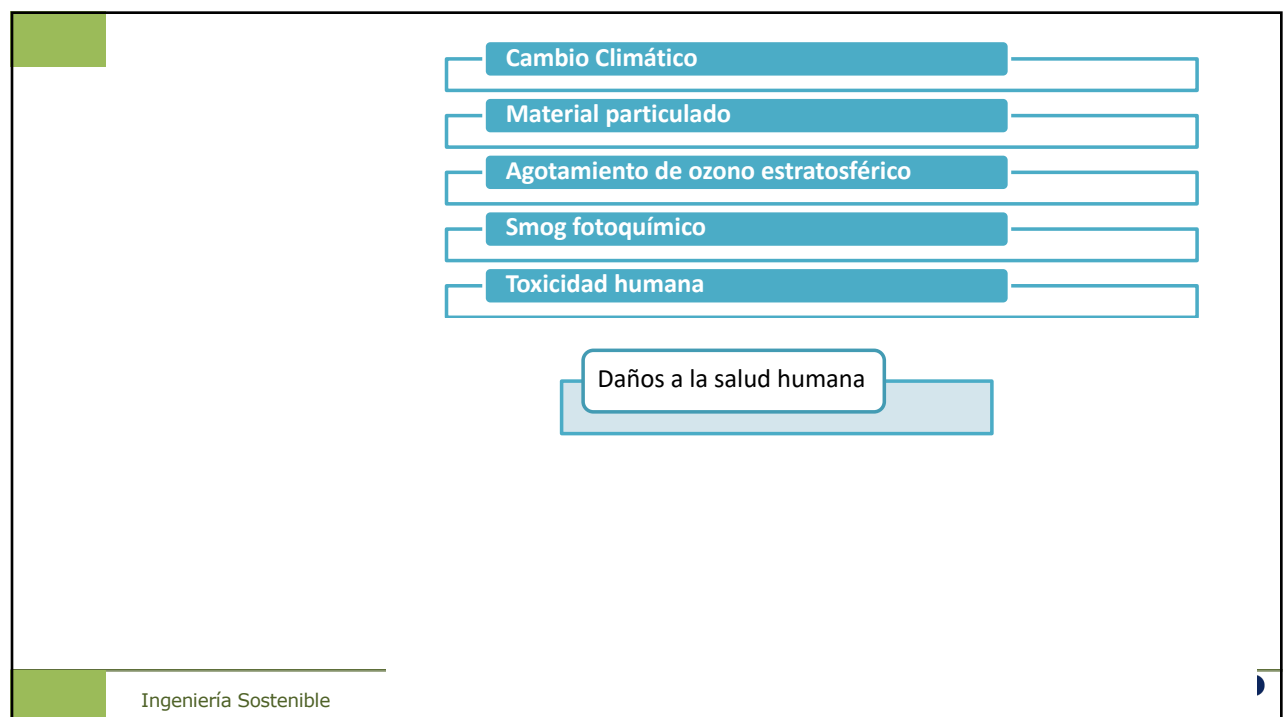 Cambio Climático
Material particulado
Agotamiento de ozono estratosférico
Smog fotoquímico
Toxicidad humana
Daños a la salud humana
Ingeniería Sostenible